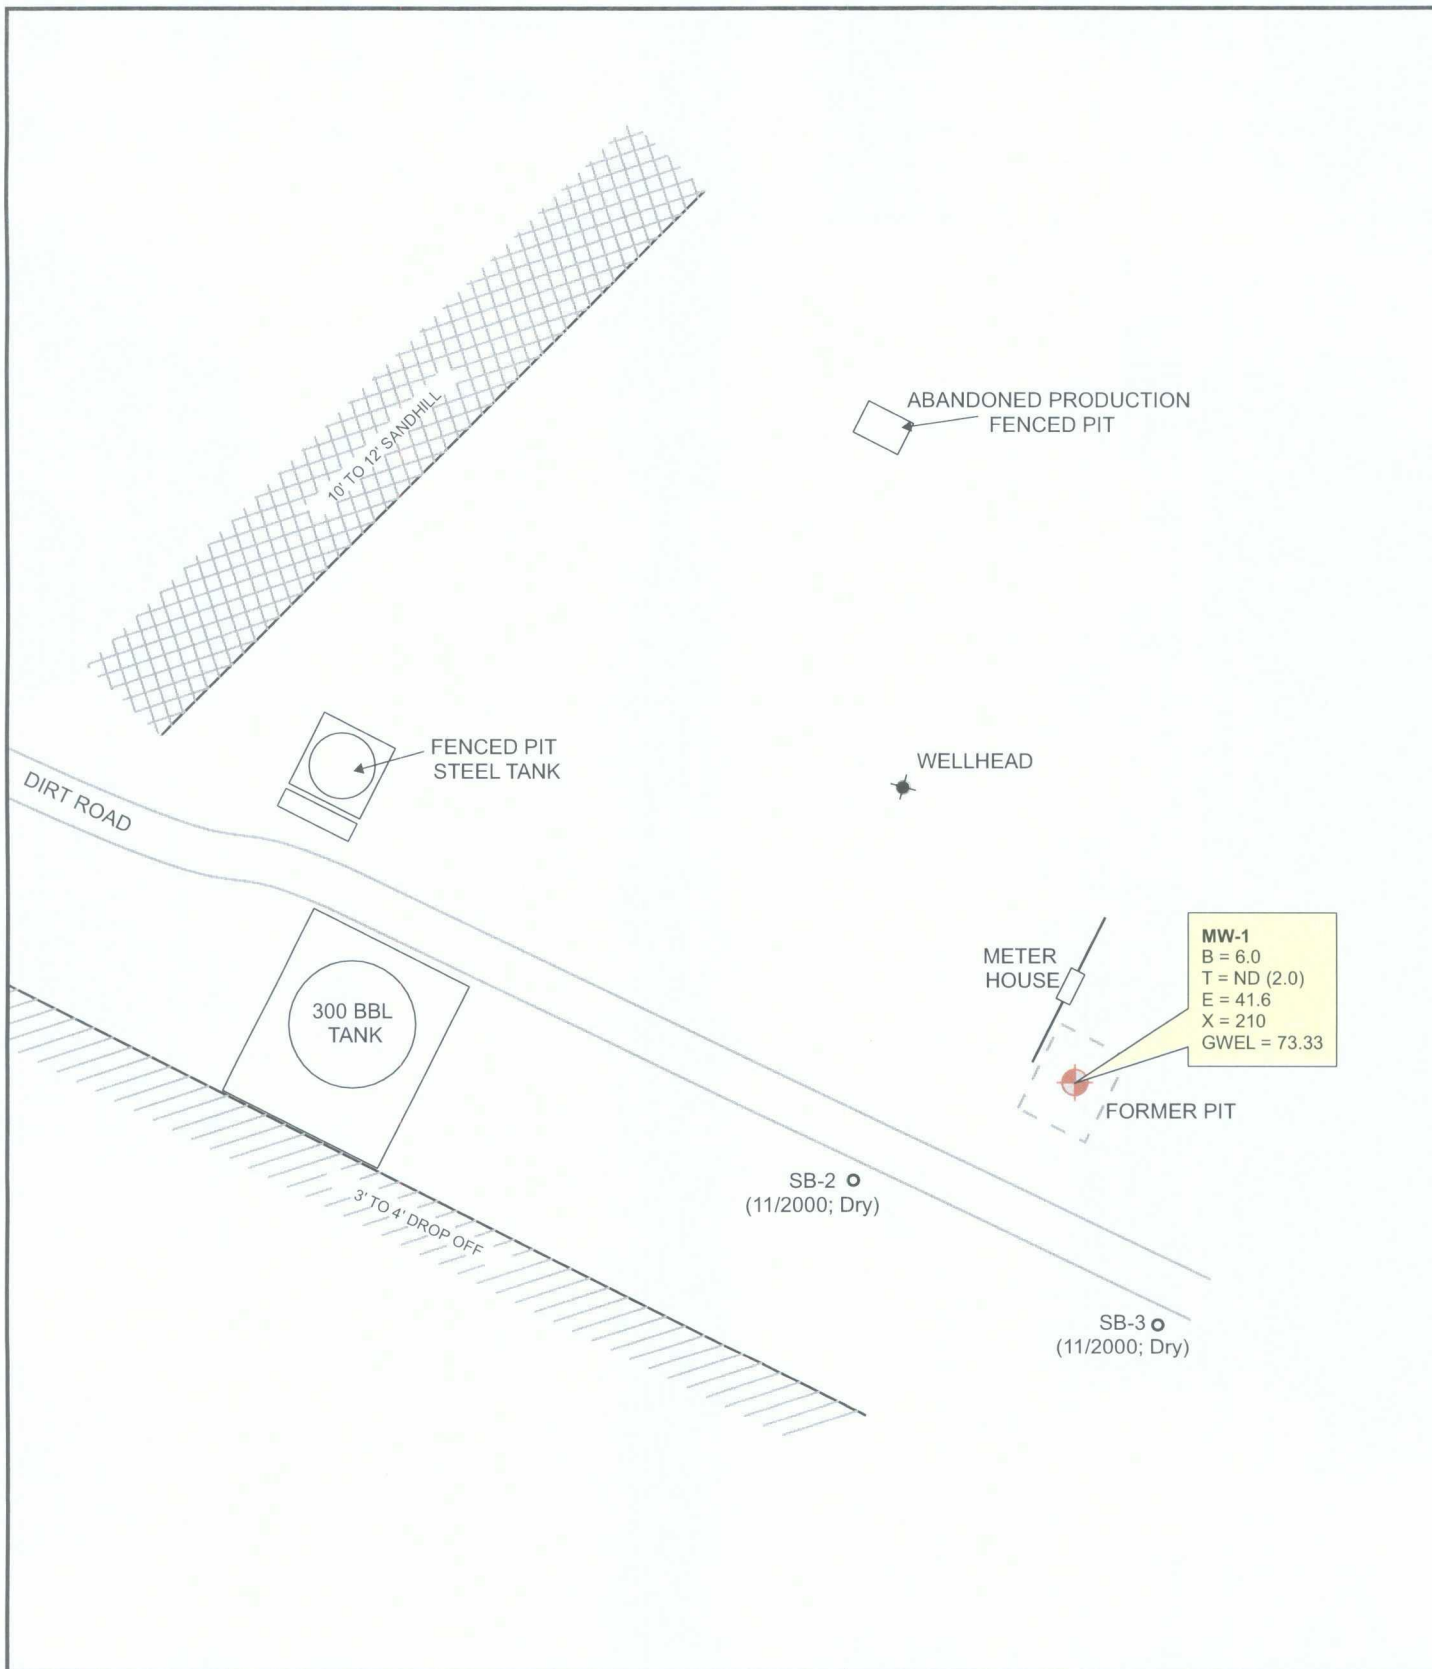 10' TO 12' SANDHILL
ABANDONED PRODUCTION
FENCED PIT
FENCED PIT
STEEL TANK
WELLHEAD
DIRT ROAD
METER
HOUSE
MW-1
B = 6.0
T = ND (2.0)
E = 41.6
X = 210
GWEL = 73.33
300 BBL
TANK
FORMER PIT
SB-2
(11/2000; Dry)
3' TO 4' DROP OFF
SB-3
(11/2000; Dry)